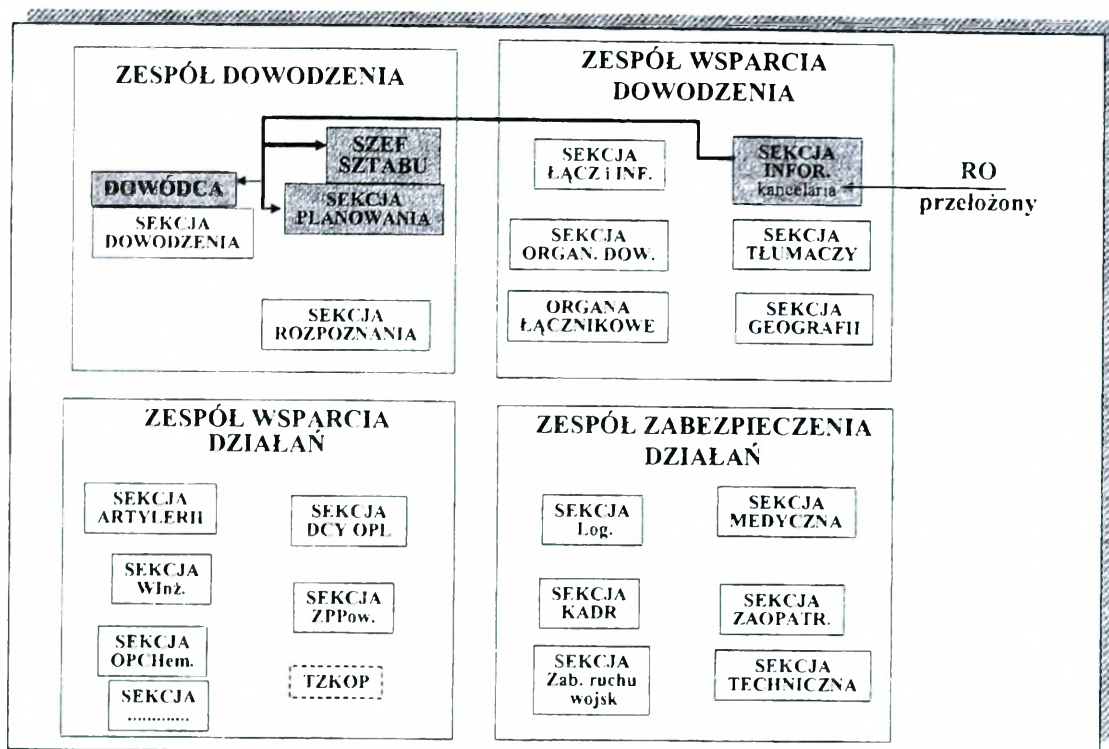 ZESPÓŁ DOWODZENIA
SZEF
SZTABU
DOWÓDCA
SEKCJA
PLANOWANIA
SEKCJA
DOWODZENIA
SEKCJA
ROZPOZNANIA
ZESPÓŁ WSPARCIA
DOWODZENIA
SEKCJA
ŁĄCZ i INF.
SEKCJA
INFOR.
kancelaria
RO
przełożony
SEKCJA
ORGAN. DOW.
SEKCJA
TŁUMACZY
ORGANA
ŁĄCZNIKOWE
SEKCJA
GEOGRAFII
ZESPÓŁ WSPARCIA
DZIAŁAŃ
SEKCJA
ARTYLERII
SEKCJA
DCY OPL
SEKCJA
WInż.
SEKCJA
ZPPow.
SEKCJA
OPCHem.
TZKOP
SEKCJA
.............
ZESPÓŁ ZABEZPIECZENIA
DZIAŁAŃ
SEKCJA
Log.
SEKCJA
MEDYCZNA
SEKCJA
KADR
SEKCJA
ZAOPATR.
SEKCJA
Zab. ruchu
wojsk
SEKCJA
TECHNICZNA